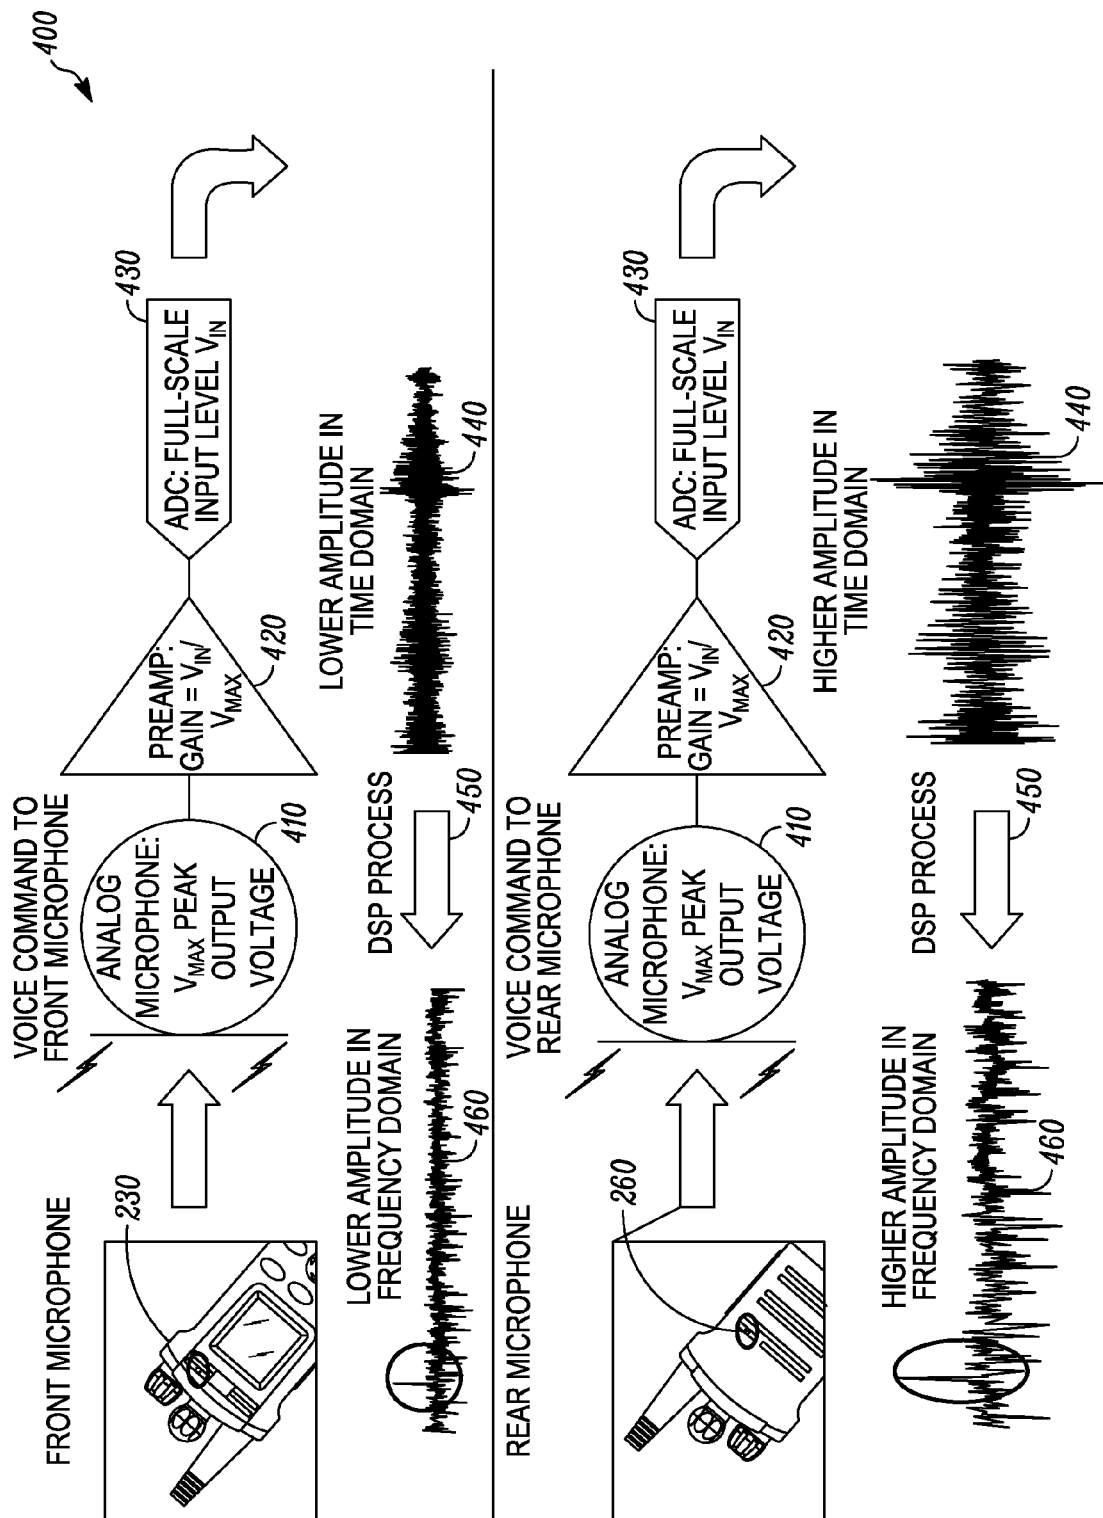 400
FRONT MICROPHONE
230
VOICE COMMAND TO
FRONT MICROPHONE
ANALOG
MICROPHONE:
VMAX PEAK
OUTPUT
VOLTAGE
410
PREAMP:
GAIN = VIN/
VMAX
420
ADC: FULL-SCALE
INPUT LEVEL VIN
430
LOWER AMPLITUDE IN
FREQUENCY DOMAIN
460
DSP PROCESS
450
LOWER AMPLITUDE IN
TIME DOMAIN
440
REAR MICROPHONE
260
VOICE COMMAND TO
REAR MICROPHONE
ANALOG
MICROPHONE:
VMAX PEAK
OUTPUT
VOLTAGE
410
PREAMP:
GAIN = VIN/
VMAX
420
ADC: FULL-SCALE
INPUT LEVEL VIN
430
HIGHER AMPLITUDE IN
FREQUENCY DOMAIN
460
DSP PROCESS
450
HIGHER AMPLITUDE IN
TIME DOMAIN
440